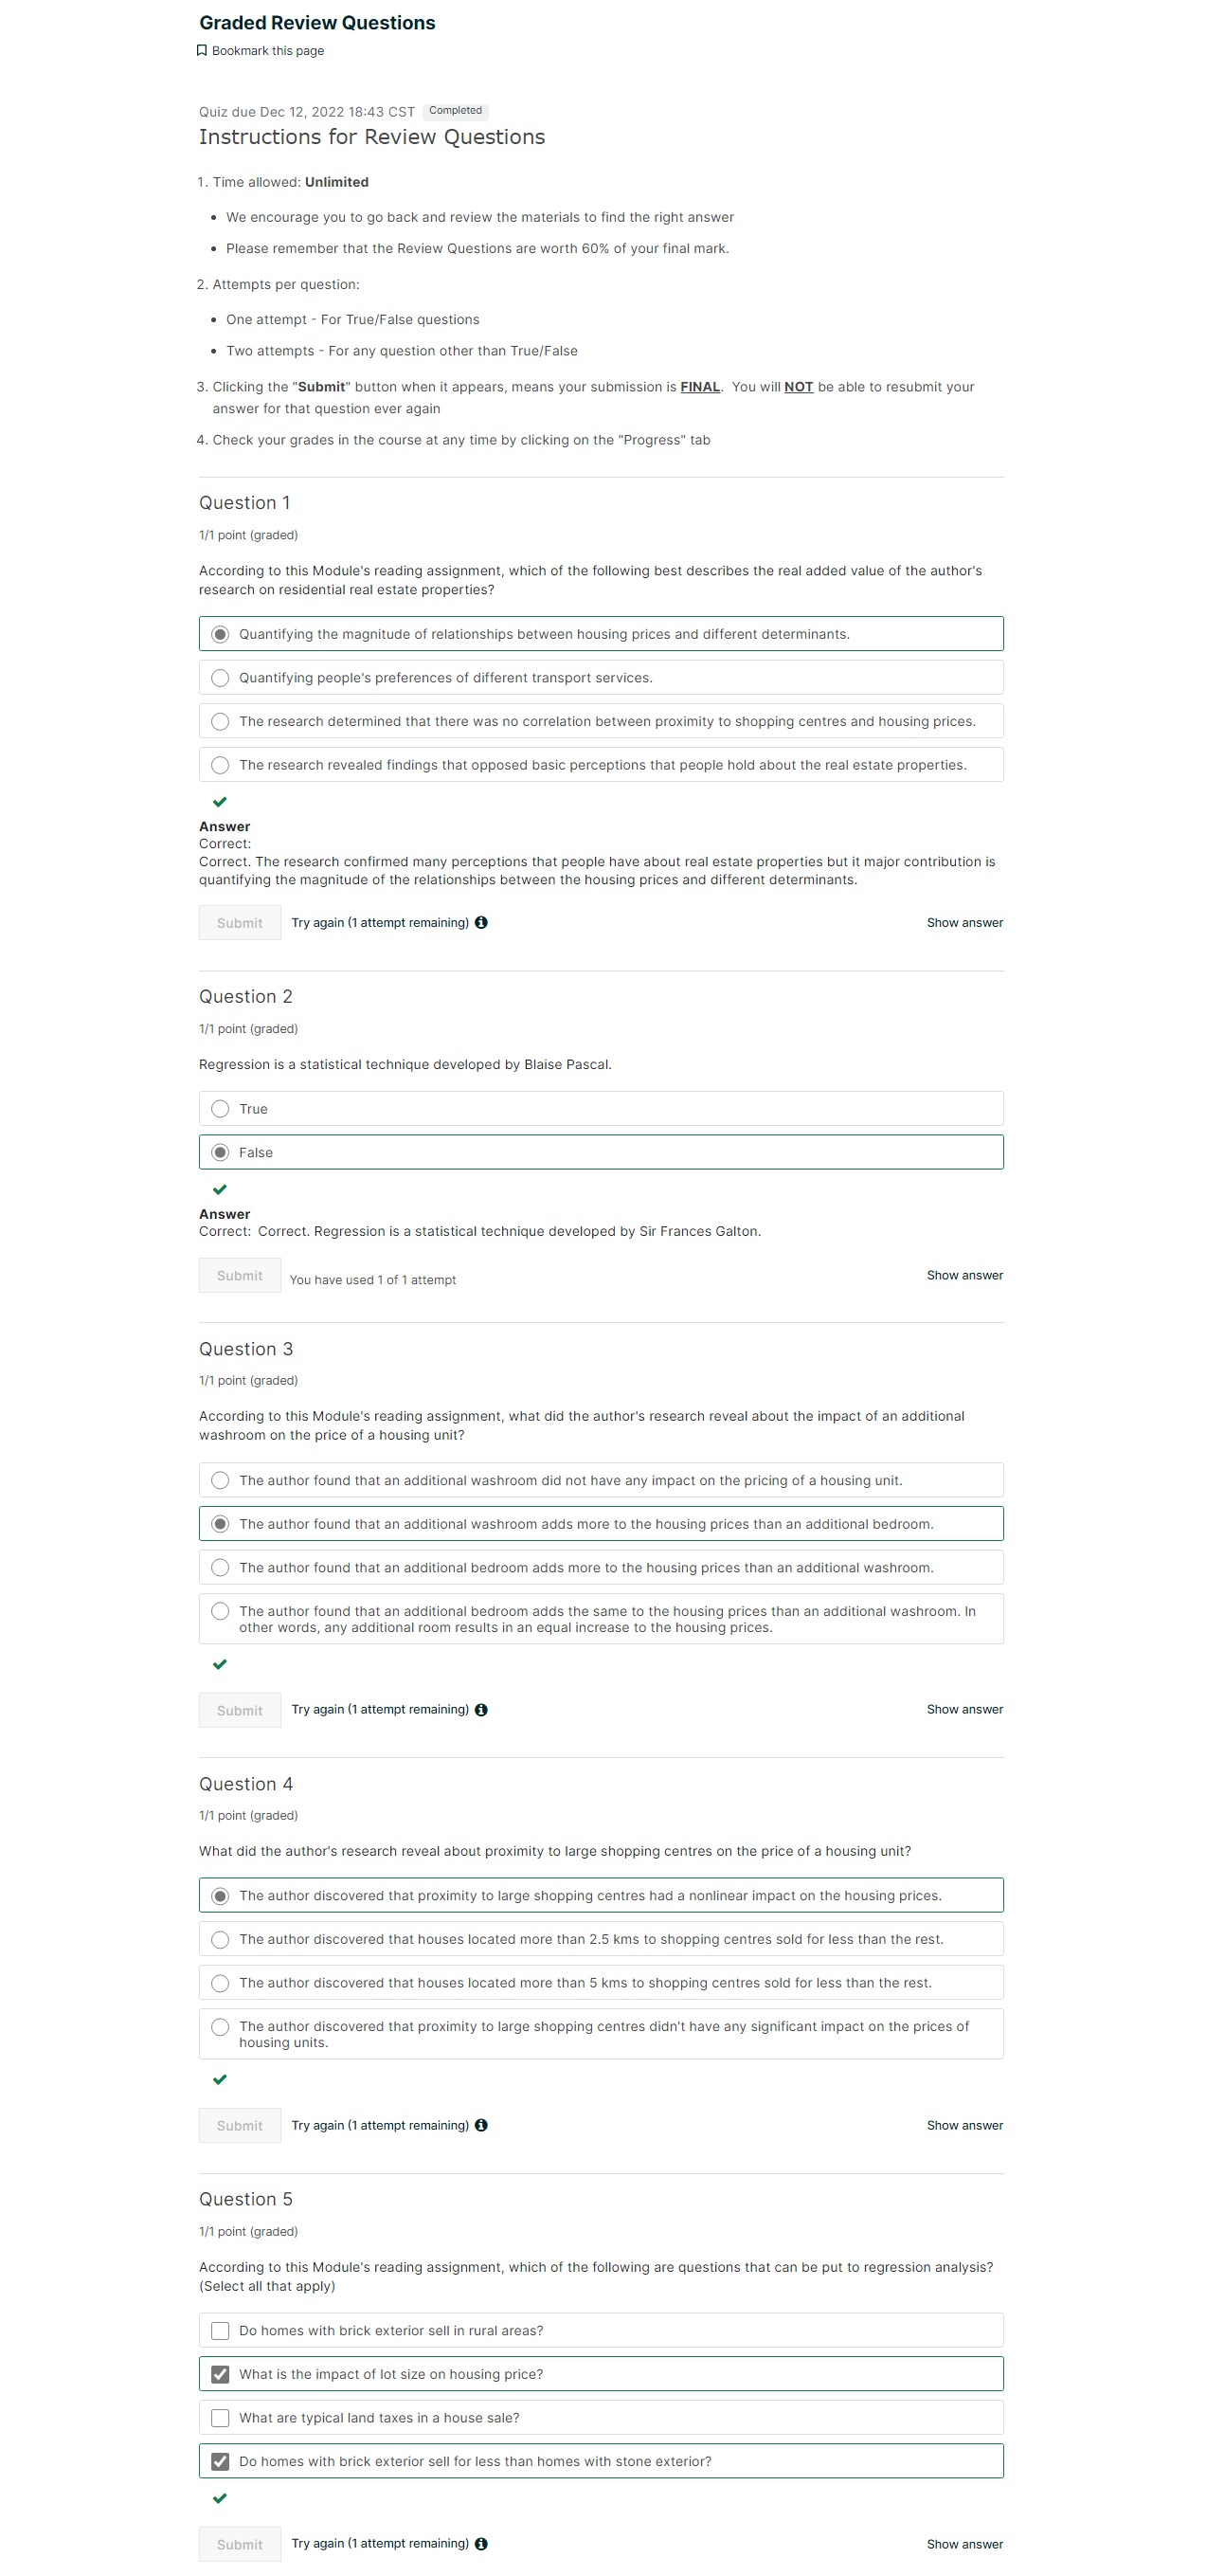 Graded Review Questions
Bookmark this page
Quiz due Dec 12, 2022 18:43 CST Completed
Instructions for Review Questions
1. Time allowed: Unlimited
• We encourage you to go back and review the materials to find the right answer
• Please remember that the Review Questions are worth 60% of your final mark.
2. Attempts per question:
• One attempt - For True/False questions
• Two attempts - For any question other than True/False
3. Clicking the "Submit" button when it appears, means your submission is FINAL. You will NOT be able to resubmit your
answer for that question ever again
4. Check your grades in the course at any time by clicking on the "Progress" tab
Question 1
1/1 point (graded)
According to this Module's reading assignment, which of the following best describes the real added value of the author's
research on residential real estate properties?
Quantifying the magnitude of relationships between housing prices and different determinants.
Quantifying people's preferences of different transport services.
The research determined that there was no correlation between proximity to shopping centres and housing prices.
The research revealed findings that opposed basic perceptions that people hold about the real estate properties.
Answer
Correct:
Correct. The research confirmed many perceptions that people have about real estate properties but it major contribution is
quantifying the magnitude of the relationships between the housing prices and different determinants.
Submit Try again (1 attempt remaining) Show answer
Question 2
1/1 point (graded)
Regression is a statistical technique developed by Blaise Pascal.
True
False
Answer
Correct: Correct. Regression is a statistical technique developed by Sir Frances Galton.
Submit You have used 1 of 1 attempt Show answer
Question 3
1/1 point (graded)
According to this Module's reading assignment, what did the author's research reveal about the impact of an additional
washroom on the price of a housing unit?
The author found that an additional washroom did not have any impact on the pricing of a housing unit.
The author found that an additional washroom adds more to the housing prices than an additional bedroom.
The author found that an additional bedroom adds more to the housing prices than an additional washroom.
The author found that an additional bedroom adds the same to the housing prices than an additional washroom. In
other words, any additional room results in an equal increase to the housing prices.
Submit Try again (1 attempt remaining) Show answer
Question 4
1/1 point (graded)
What did the author's research reveal about proximity to large shopping centres on the price of a housing unit?
The author discovered that proximity to large shopping centres had a nonlinear impact on the housing prices.
The author discovered that houses located more than 2.5 kms to shopping centres sold for less than the rest.
The author discovered that houses located more than 5 kms to shopping centres sold for less than the rest.
The author discovered that proximity to large shopping centres didn't have any significant impact on the prices of
housing units.
Submit Try again (1 attempt remaining) Show answer
Question 5
1/1 point (graded)
According to this Module's reading assignment, which of the following are questions that can be put to regression analysis?
(Select all that apply)
Do homes with brick exterior sell in rural areas?
What is the impact of lot size on housing price?
What are typical land taxes in a house sale?
Do homes with brick exterior sell for less than homes with stone exterior?
Submit Try again (1 attempt remaining) Show answer